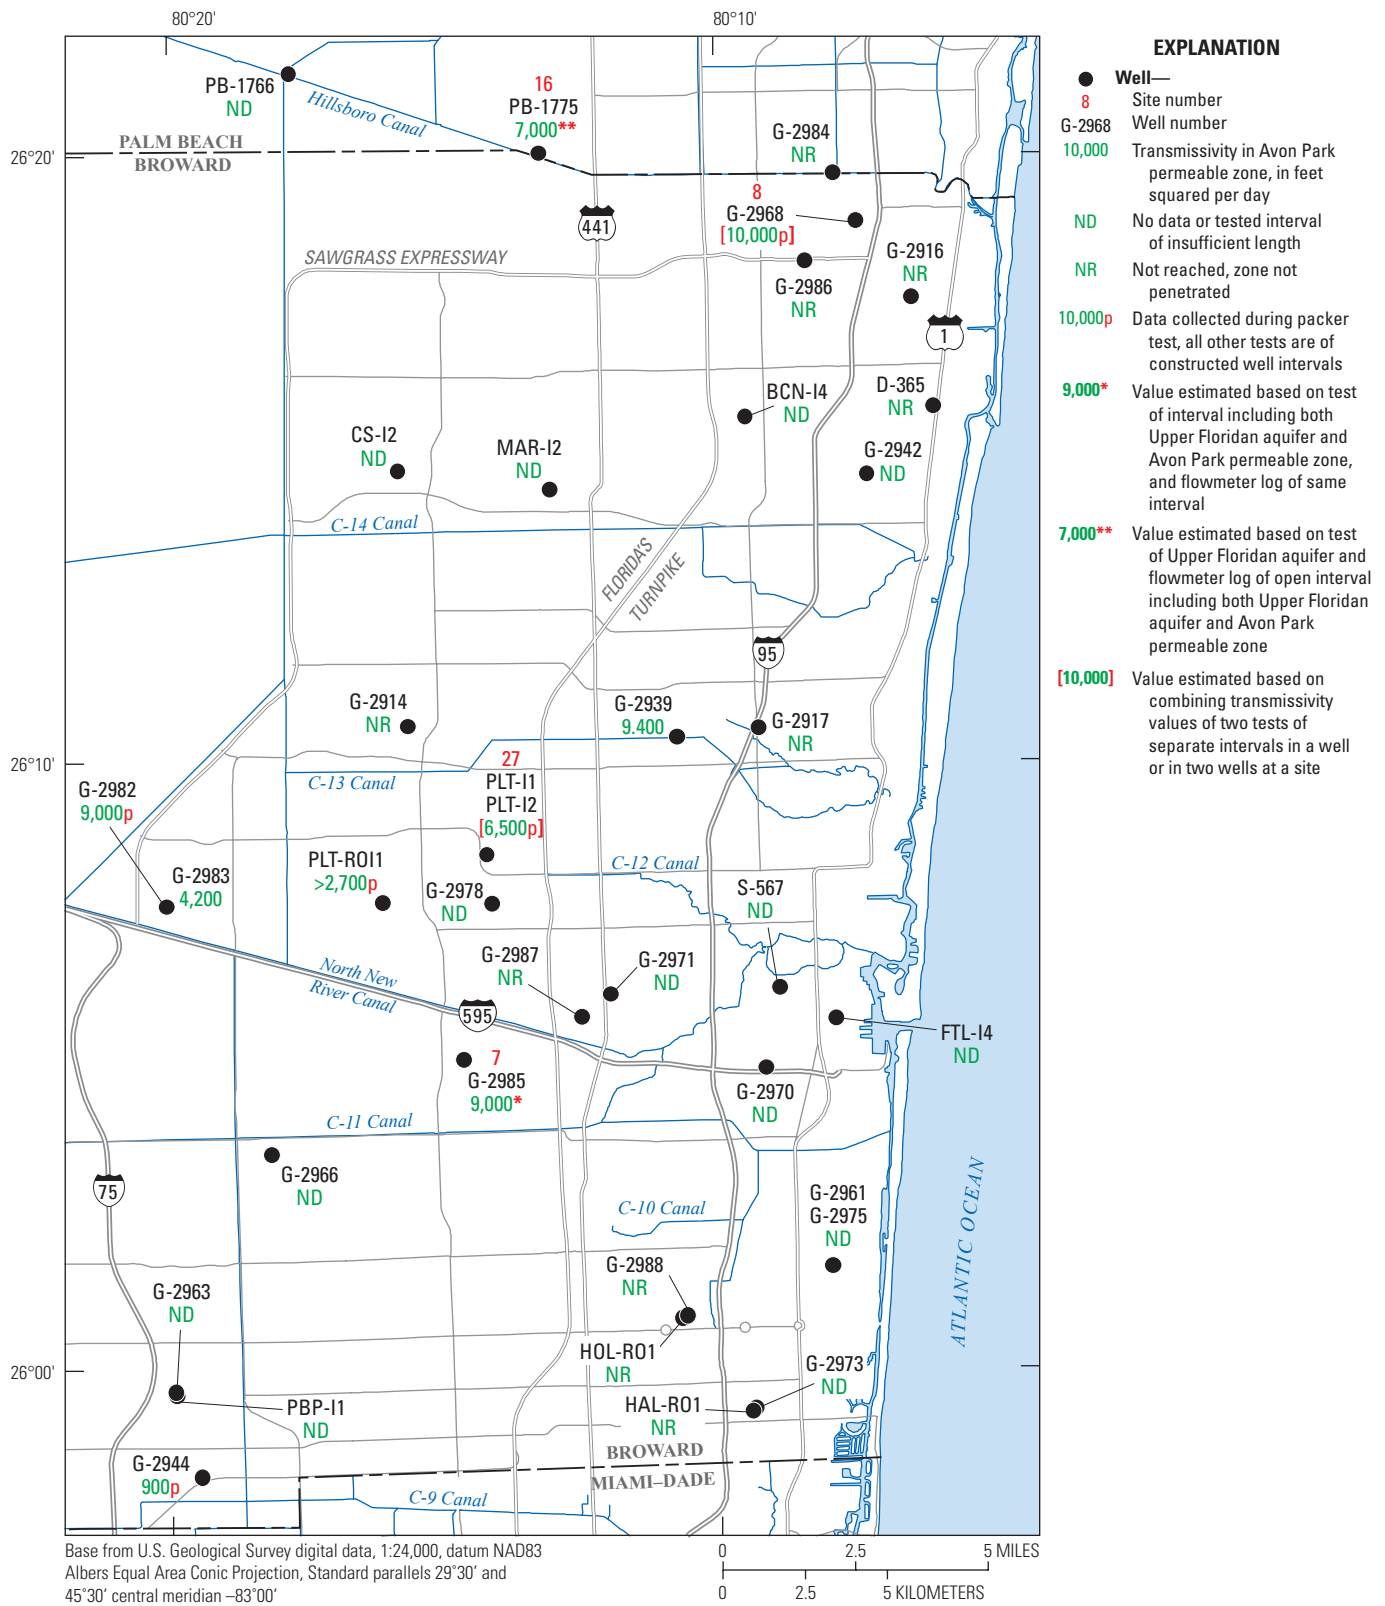 80°20'
80°10'
PB-1766
ND
Hillsboro Canal
16
PB-1775
7,000**
G-2984
NR
PALM BEACH
BROWARD
26°20'
8
G-2968
[10,000p]
441
SAWGRASS EXPRESSWAY
G-2916
NR
G-2986
NR
1
BCN-I4
ND
D-365
NR
CS-I2
ND
MAR-I2
ND
G-2942
ND
C-14 Canal
FLORIDA'S
TURNPIKE
95
G-2914
NR
G-2939
9.400
G-2917
NR
26°10'
C-13 Canal
27
PLT-I1
PLT-I2
[6,500p]
G-2982
9,000p
G-2983
4,200
PLT-ROI1
>2,700p
G-2978
ND
C-12 Canal
S-567
ND
North New
River Canal
G-2987
NR
G-2971
ND
595
FTL-I4
ND
7
G-2985
9,000*
G-2970
ND
C-11 Canal
G-2966
ND
75
C-10 Canal
G-2961
G-2975
ND
ATLANTIC OCEAN
G-2988
NR
G-2963
ND
HOL-RO1
NR
26°00'
G-2973
ND
PBP-I1
ND
HAL-RO1
NR
BROWARD
MIAMI–DADE
G-2944
900p
C-9 Canal
Base from U.S. Geological Survey digital data, 1:24,000, datum NAD83
Albers Equal Area Conic Projection, Standard parallels 29°30' and
45°30' central meridian –83°00'
0 2.5 5 MILES
0 2.5 5 KILOMETERS
EXPLANATION
Well—
8 Site number
G-2968 Well number
10,000 Transmissivity in Avon Park
permeable zone, in feet
squared per day
ND No data or tested interval
of insufficient length
NR Not reached, zone not
penetrated
10,000p Data collected during packer
test, all other tests are of
constructed well intervals
9,000* Value estimated based on test
of interval including both
Upper Floridan aquifer and
Avon Park permeable zone,
and flowmeter log of same
interval
7,000** Value estimated based on test
of Upper Floridan aquifer and
flowmeter log of open interval
including both Upper Floridan
aquifer and Avon Park
permeable zone
[10,000] Value estimated based on
combining transmissivity
values of two tests of
separate intervals in a well
or in two wells at a site